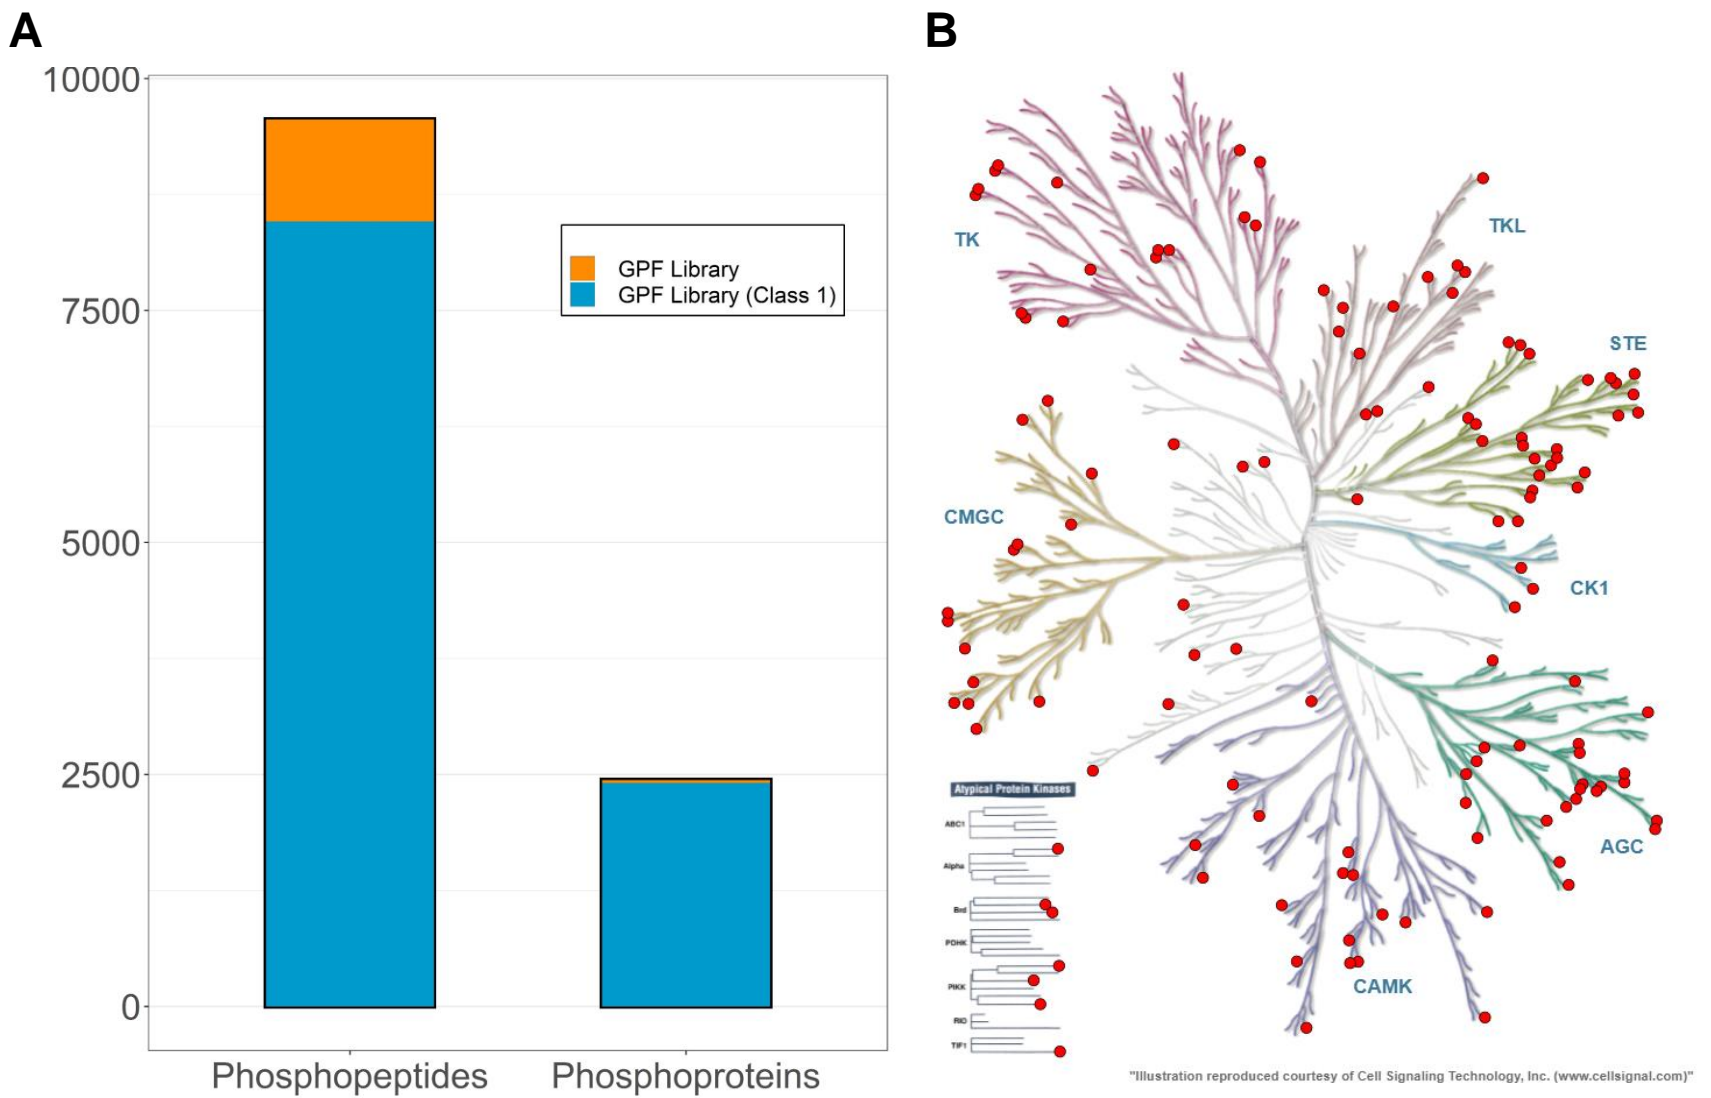 A
B
10000
7500
5000
2500
0
GPF Library
GPF Library (Class 1)
Phosphopeptides
Phosphoproteins
TK
TKL
STE
CMGC
CK1
AGC
CAMK
Atypical Protein Kinases
ABC1
Alpha
Brd
PDHK
PIKK
RIO
TIF1
"Illustration reproduced courtesy of Cell Signaling Technology, Inc. (www.cellsignal.com)"